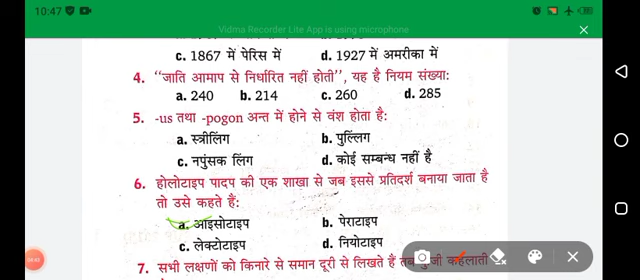 10:47
Vidma Recorder Lite App is using microphone
c. 1867 में पेरिस में d. 1927 में अमरीका में
4. “जाति आमाप से निर्धारित नहीं होती”, यह है नियम संख्या:
a. 240 b. 214 c. 260 d. 285
5. -us तथा -pogon अन्त में होने से वंश होता है:
a. स्त्रीलिंग b. पुल्लिंग
c. नपुंसक लिंग d. कोई सम्बन्ध नहीं है
6. होलोटाइप पादप की एक शाखा से जब इससे प्रतिदर्श बनाया जाता है
तो उसे कहते हैं:
a. आइसोटाइप b. पेराटाइप
c. लेक्टोटाइप d. नियोटाइप
7. सभी लक्षणों को किनारे से समान दूरी से लिखते हैं तब कुंजी कहलाती